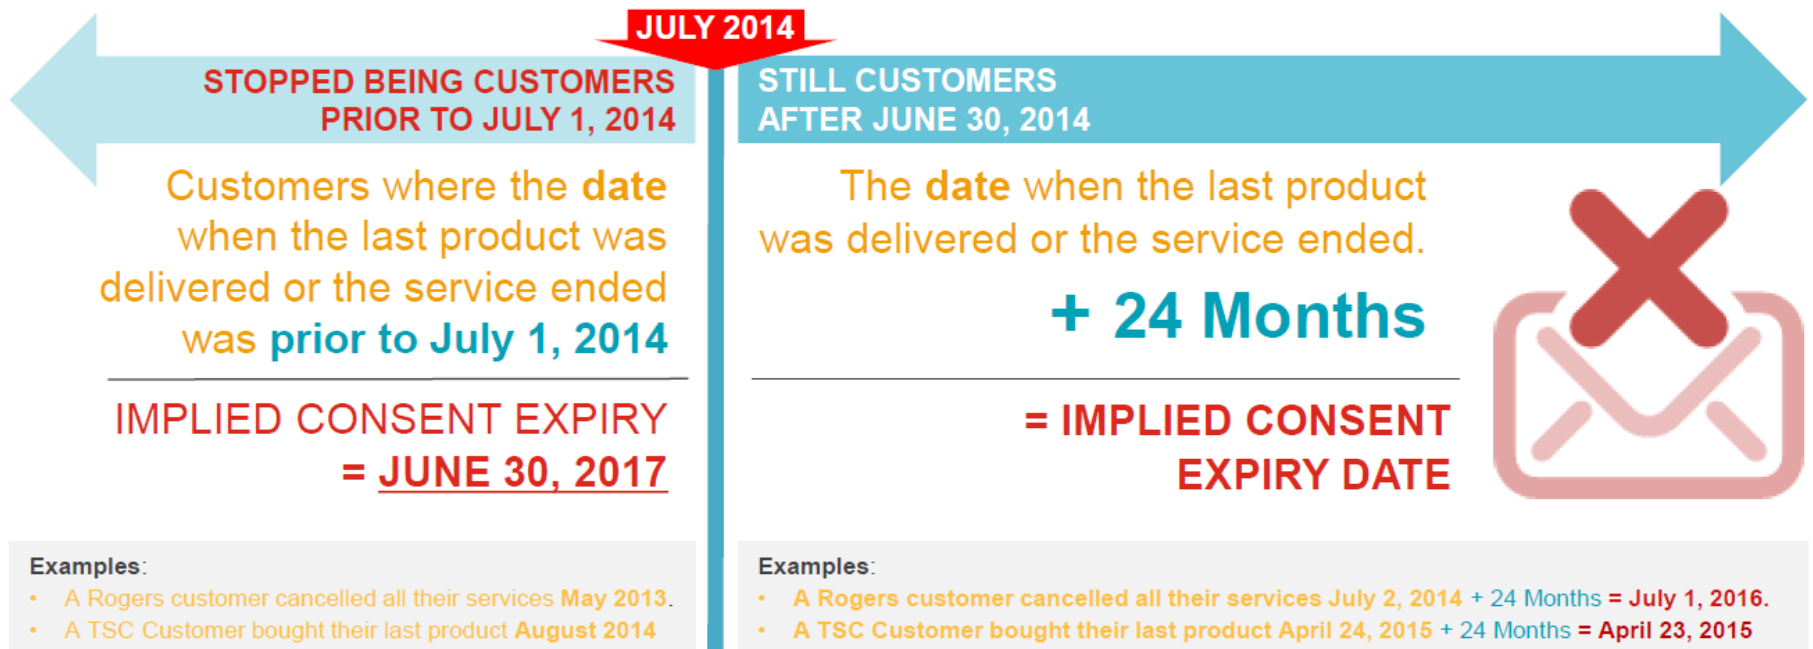 JULY 2014
STOPPED BEING CUSTOMERS
PRIOR TO JULY 1, 2014
Customers where the date
when the last product was
delivered or the service ended
was prior to July 1, 2014
IMPLIED CONSENT EXPIRY
= JUNE 30, 2017
Examples:
• A Rogers customer cancelled all their services May 2013.
• A TSC Customer bought their last product August 2014
STILL CUSTOMERS
AFTER JUNE 30, 2014
The date when the last product
was delivered or the service ended.
+ 24 Months
= IMPLIED CONSENT
EXPIRY DATE
Examples:
• A Rogers customer cancelled all their services July 2, 2014 + 24 Months = July 1, 2016.
• A TSC Customer bought their last product April 24, 2015 + 24 Months = April 23, 2015